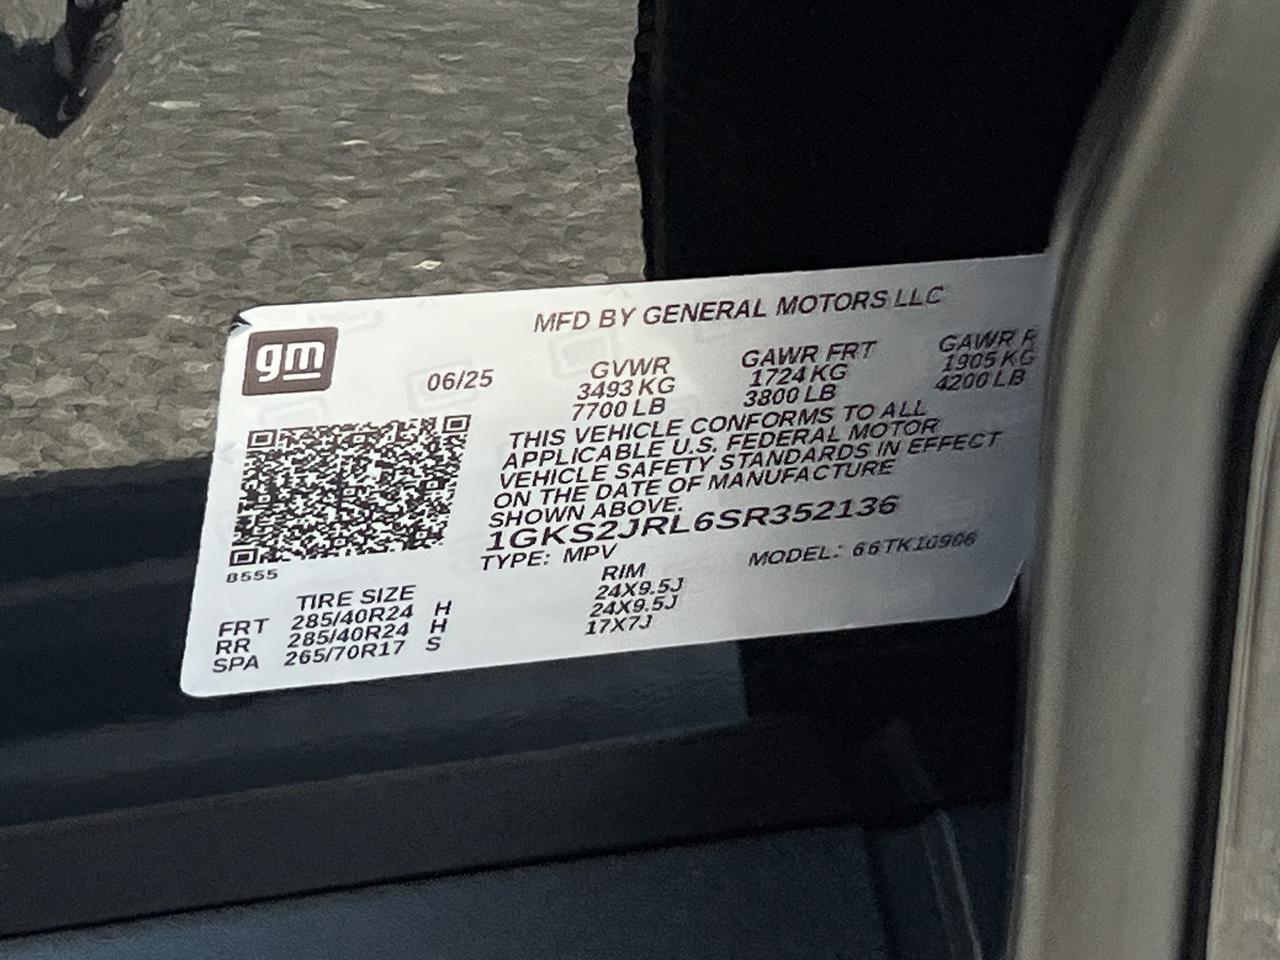 gm
MFD BY GENERAL MOTORS LLC
06/25
GVWR GAWR FRT GAWR R
3493 KG 1724 KG 1905 KG
7700 LB 3800 LB 4200 LB
THIS VEHICLE CONFORMS TO ALL
APPLICABLE U.S. FEDERAL MOTOR
VEHICLE SAFETY STANDARDS IN EFFECT
ON THE DATE OF MANUFACTURE
SHOWN ABOVE.
1GKS2JRL6SR352136
TYPE: MPV MODEL: 66TK10906
8555
TIRE SIZE RIM
FRT 285/40R24 H 24X9.5J
RR 285/40R24 H 24X9.5J
SPA 265/70R17 S 17X7J